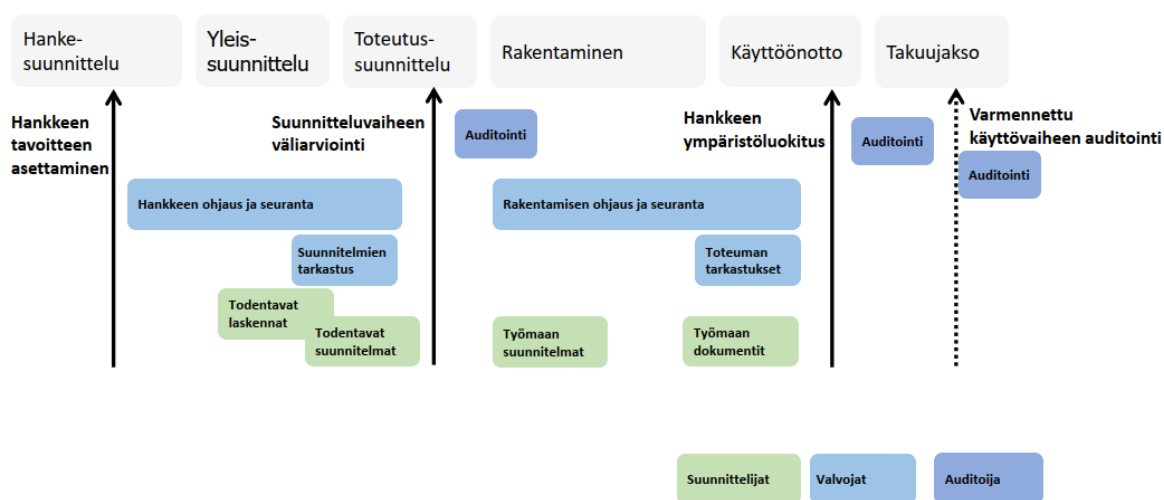 Hanke-
suunnittelu
Yleis-
suunnittelu
Toteutus-
suunnittelu
Rakentaminen
Käyttöönotto
Takuujakso
Hankkeen
tavoitteen
asettaminen
Suunnitteluvaiheen
väliarviointi
Auditointi
Hankkeen
ympäristöluokitus
Auditointi
Varmennettu
käyttövaiheen auditointi
Auditointi
Hankkeen ohjaus ja seuranta
Rakentamisen ohjaus ja seuranta
Suunnitelmien
tarkastus
Toteuman
tarkastukset
Todentavat
laskennat
Todentavat
suunnitelmat
Työmaan
suunnitelmat
Työmaan
dokumentit
Suunnittelijat
Valvojat
Auditoija